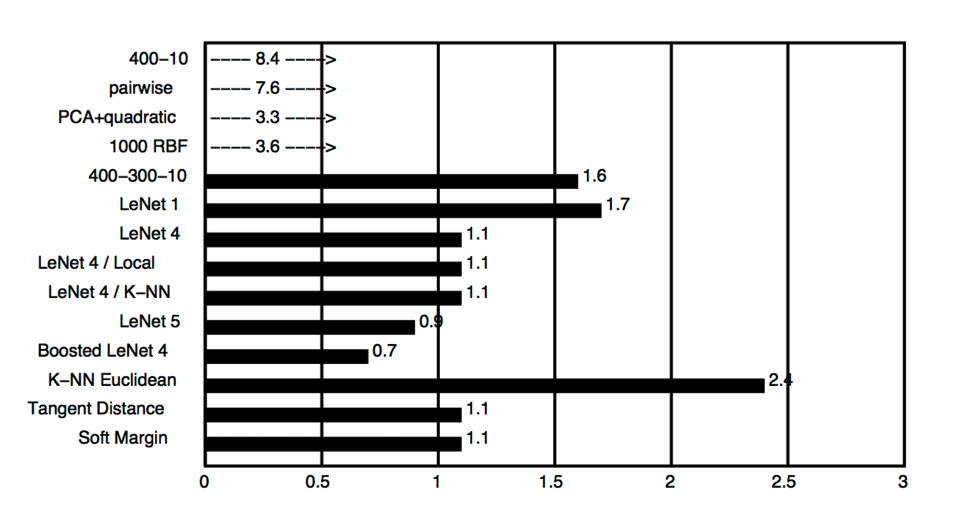 400−10 −−−− 8.4 −−−−>
pairwise −−−− 7.6 −−−−>
PCA+quadratic −−−− 3.3 −−−−>
1000 RBF −−−− 3.6 −−−−>
400−300−10 1.6
LeNet 1 1.7
LeNet 4 1.1
LeNet 4 / Local 1.1
LeNet 4 / K−NN 1.1
LeNet 5 0.9
Boosted LeNet 4 0.7
K−NN Euclidean 2.4
Tangent Distance 1.1
Soft Margin 1.1
0 0.5 1 1.5 2 2.5 3